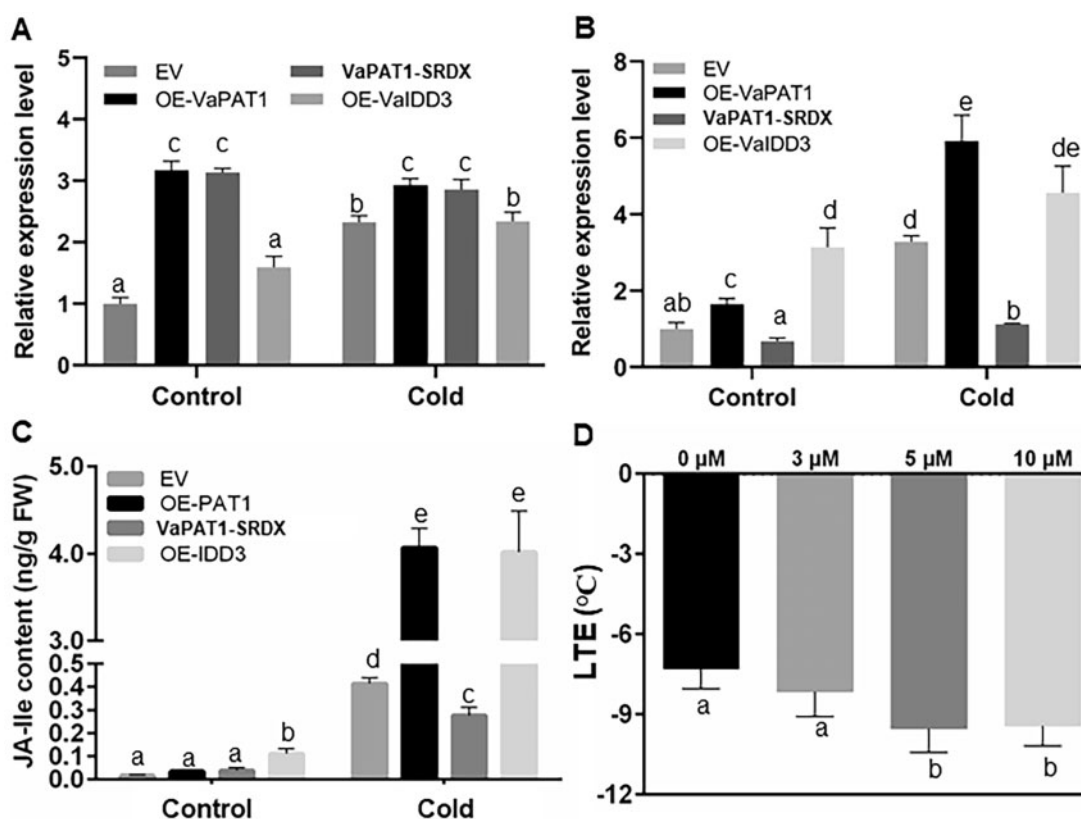 A
Relative expression level
5
4
3
2
1
0
EV
VaPAT1-SRDX
OE-VaPAT1
OE-VaIDD3
a
c
c
a
b
c
c
b
Control
Cold
B
Relative expression level
8
6
4
2
0
EV
OE-VaPAT1
VaPAT1-SRDX
OE-VaIDD3
ab
c
a
d
d
e
b
de
Control
Cold
C
JA-Ile content (ng/g FW)
5.0
4.0
3.0
0.5
0.4
0.3
0.2
0.1
0.0
EV
OE-PAT1
VaPAT1-SRDX
OE-IDD3
a
a
a
b
d
e
c
e
Control
Cold
D
LTE (°C)
0 µM
3 µM
5 µM
10 µM
0
-3
-6
-9
-12
a
a
b
b